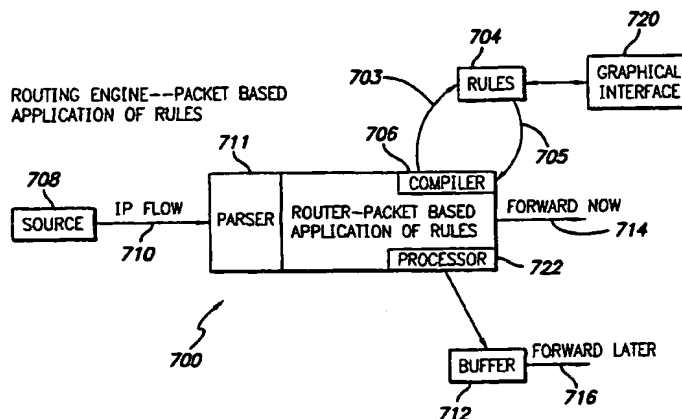 704
720
703
RULES
GRAPHICAL
INTERFACE
ROUTING ENGINE--PACKET BASED
APPLICATION OF RULES
706
705
711
708
COMPILER
SOURCE
IP FLOW
710
PARSER
ROUTER-PACKET BASED
APPLICATION OF RULES
FORWARD NOW
714
PROCESSOR
722
700
BUFFER
712
FORWARD LATER
716